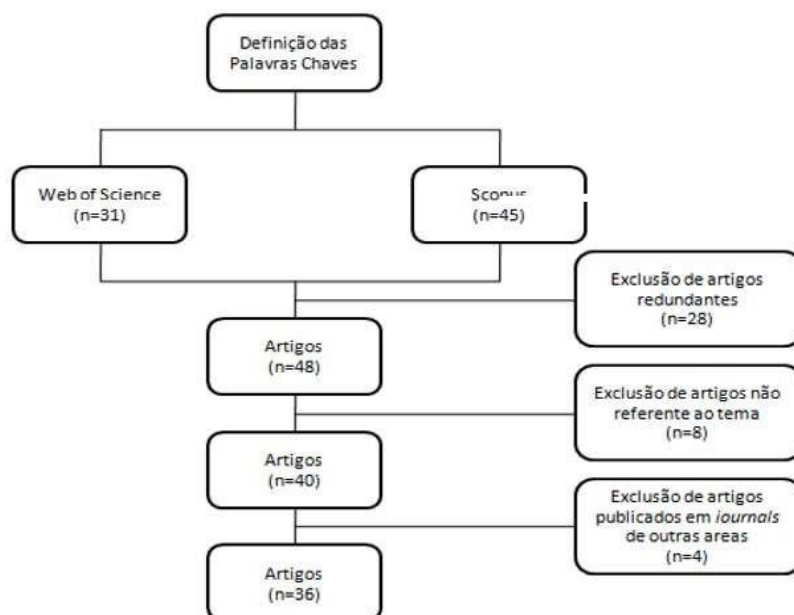 Definição das
Palavras Chaves
Web of Science
(n=31)
Scopus
(n=45)
Exclusão de artigos
redundantes
(n=28)
Artigos
(n=48)
Exclusão de artigos não
referente ao tema
(n=8)
Artigos
(n=40)
Exclusão de artigos
publicados em journals
de outras areas
(n=4)
Artigos
(n=36)